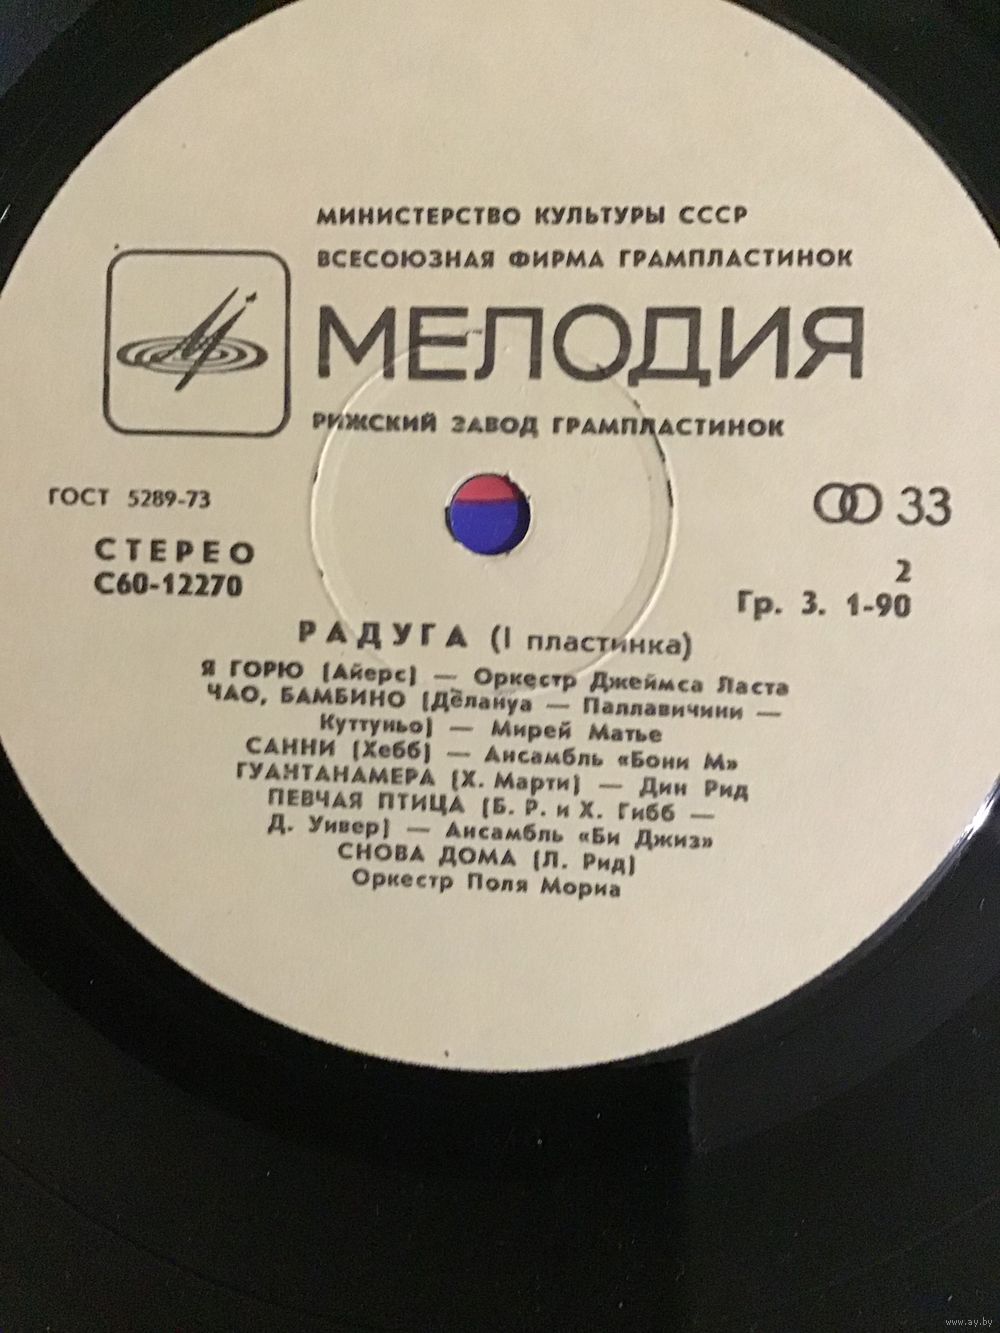 МИНИСТЕРСТВО КУЛЬТУРЫ СССР
ВСЕСОЮЗНАЯ ФИРМА ГРАМПЛАСТИНОК
МЕЛОДИЯ
РИЖСКИЙ ЗАВОД ГРАМПЛАСТИНОК
ГОСТ 5289-73
33
СТЕРЕО
С60-12270
2
Гр. 3. 1-90
РАДУГА (I пластинка)
Я ГОРЮ (Айерс) — Оркестр Джеймса Ласта
ЧАО, БАМБИНО (Делануа — Паллавичини —
Куттуньо) — Мирей Матье
САННИ (Хебб) — Ансамбль «Бони М»
ГУАНТАНАМЕРА (Х. Марти) — Дин Рид
ПЕВЧАЯ ПТИЦА (Б. Р. и Х. Гибб —
Д. Уивер) — Ансамбль «Би Джиз»
СНОВА ДОМА (Л. Рид)
Оркестр Поля Мориа
www.ay.by